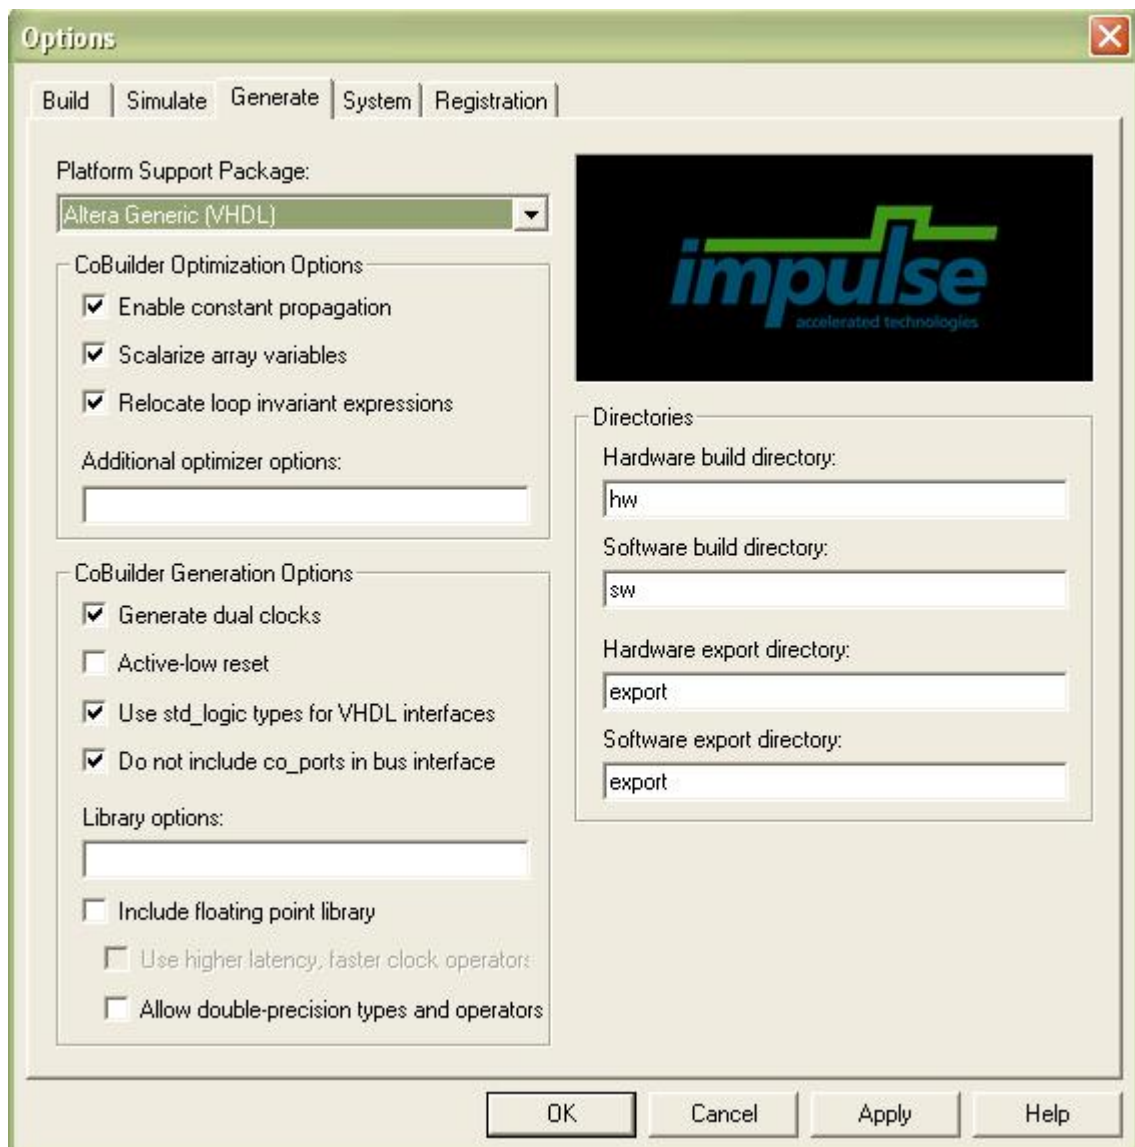 Options
Build
Simulate
Generate
System
Registration
Platform Support Package:
Altera Generic (VHDL)
CoBuilder Optimization Options
Enable constant propagation
Scalarize array variables
Relocate loop invariant expressions
Additional optimizer options:
CoBuilder Generation Options
Generate dual clocks
Active-low reset
Use std_logic types for VHDL interfaces
Do not include co_ports in bus interface
Library options:
Include floating point library
Use higher latency, faster clock operators
Allow double-precision types and operators
impulse
accelerated technologies
Directories
Hardware build directory:
hw
Software build directory:
sw
Hardware export directory:
export
Software export directory:
export
OK
Cancel
Apply
Help